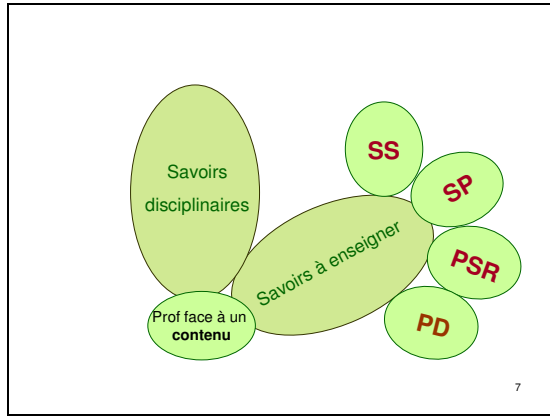 Savoirs
disciplinaires
Prof face à un
contenu
Savoirs à enseigner
SS
SP
PSR
PD
7